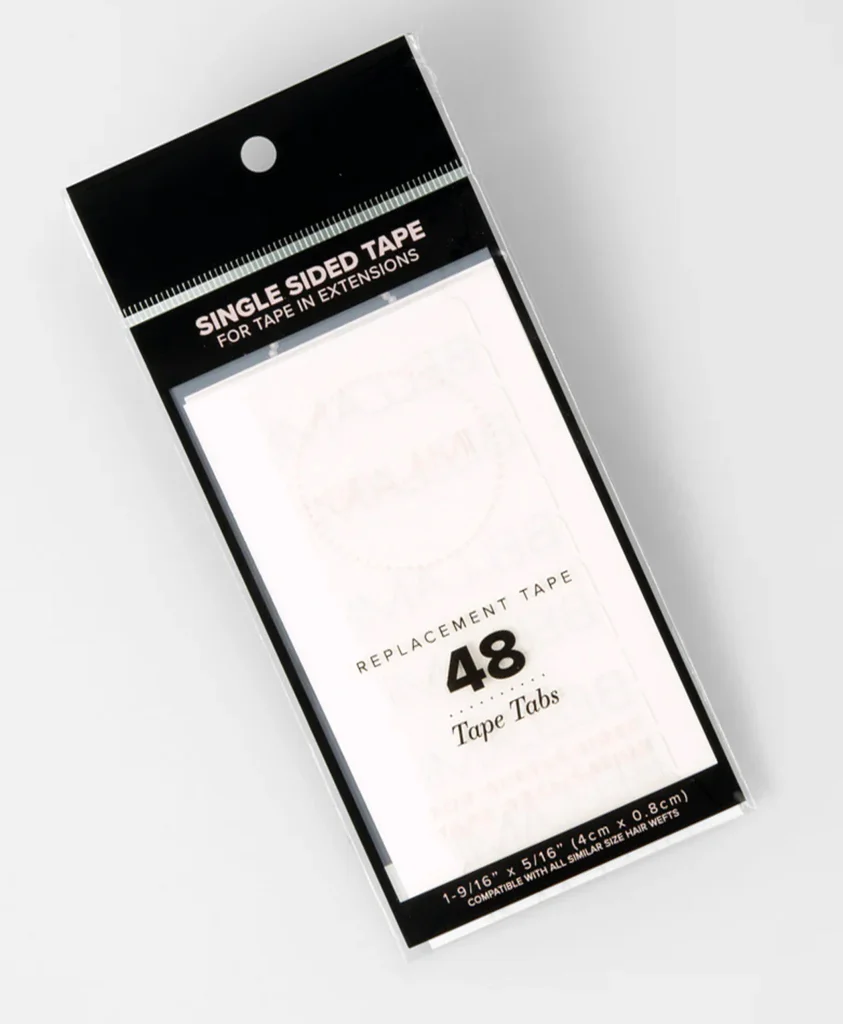 SINGLE SIDED TAPE
FOR TAPE IN EXTENSIONS
REPLACEMENT TAPE
48
Tape Tabs
1-9/16" x 5/16" (4cm x 0.8cm)
COMPATIBLE WITH ALL SIMILAR SIZE HAIR WEFTS